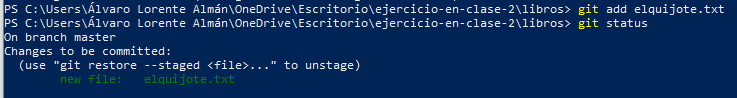 PS C:\Users\Álvaro Lorente Almán\OneDrive\Escritorio\ejercicio-en-clase-2\libros> git add elquijote.txt
PS C:\Users\Álvaro Lorente Almán\OneDrive\Escritorio\ejercicio-en-clase-2\libros> git status
On branch master
Changes to be committed:
  (use "git restore --staged <file>..." to unstage)
        new file:   elquijote.txt